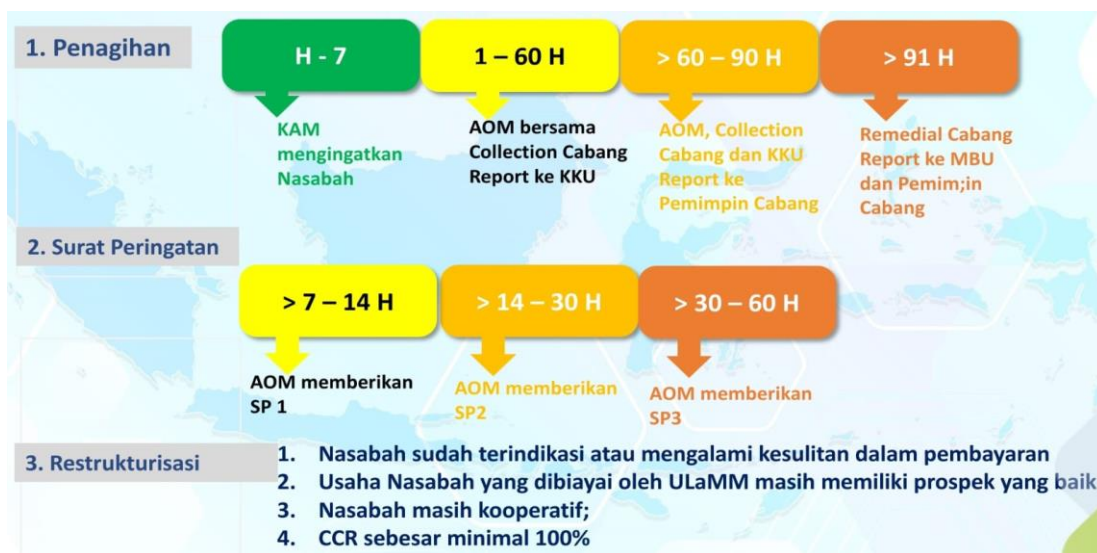 1. Penagihan
H - 7
1 – 60 H
> 60 – 90 H
> 91 H
KAM
mengingatkan
Nasabah
AOM bersama
Collection Cabang
Report ke KKU
AOM, Collection
Cabang dan KKU
Report ke
Pemimpin Cabang
Remedial Cabang
Report ke MBU
dan Pemim;in
Cabang
2. Surat Peringatan
> 7 – 14 H
> 14 – 30 H
> 30 – 60 H
AOM memberikan
SP 1
AOM memberikan
SP2
AOM memberikan
SP3
3. Restrukturisasi
1. Nasabah sudah terindikasi atau mengalami kesulitan dalam pembayaran
2. Usaha Nasabah yang dibiayai oleh ULaMM masih memiliki prospek yang baik
3. Nasabah masih kooperatif;
4. CCR sebesar minimal 100%